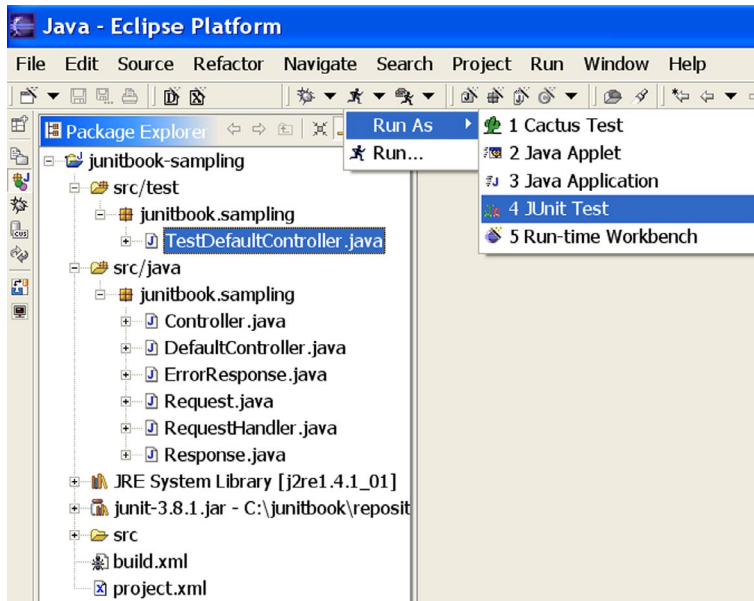 Java - Eclipse Platform
File Edit Source Refactor Navigate Search Project Run Window Help
Package Explorer
Run As
Run...
1 Cactus Test
2 Java Applet
3 Java Application
4 JUnit Test
5 Run-time Workbench
junitbook-sampling
src/test
junitbook.sampling
TestDefaultController.java
src/java
junitbook.sampling
Controller.java
DefaultController.java
ErrorResponse.java
Request.java
RequestHandler.java
Response.java
JRE System Library [j2re1.4.1_01]
junit-3.8.1.jar - C:\junitbook\reposit
src
build.xml
project.xml